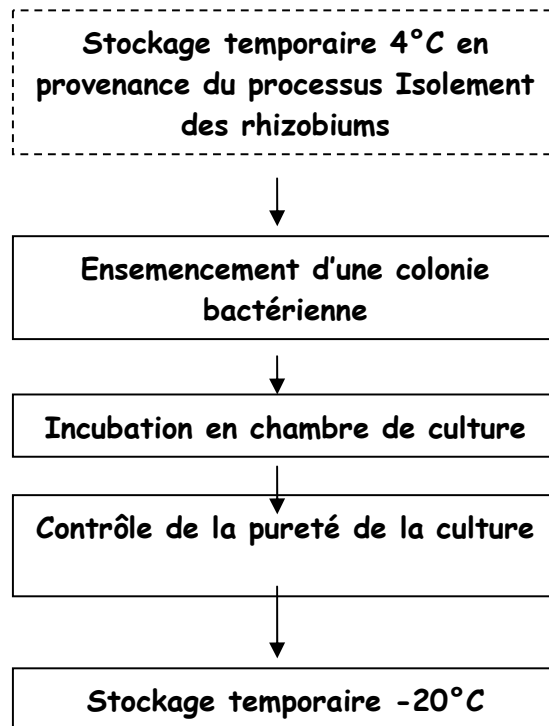 Stockage temporaire 4°C en
provenance du processus Isolement
des rhizobiums
Ensemencement d'une colonie
bactérienne
Incubation en chambre de culture
Contrôle de la pureté de la culture
Stockage temporaire -20°C